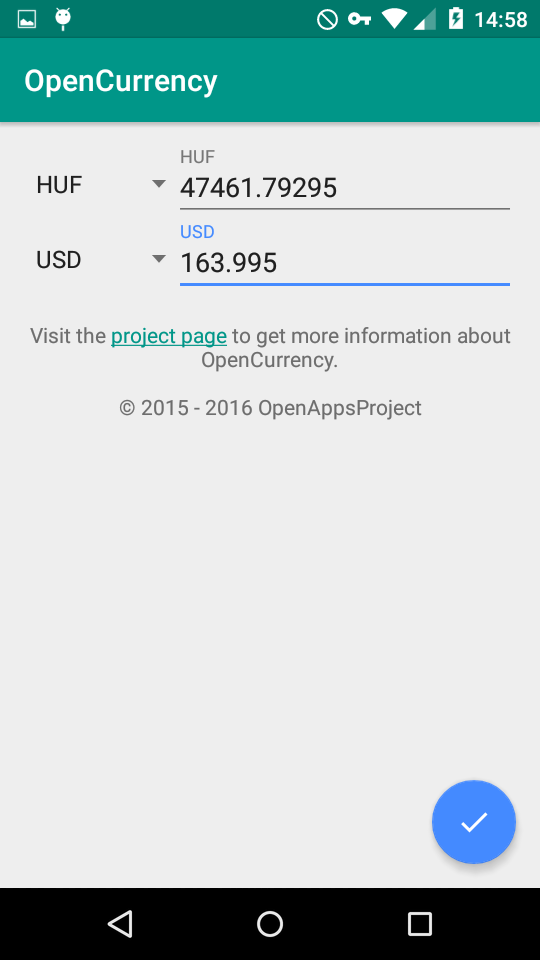 14:58
OpenCurrency
HUF
HUF
47461.79295
USD
USD
163.995
Visit the project page to get more information about
OpenCurrency.
© 2015 - 2016 OpenAppsProject